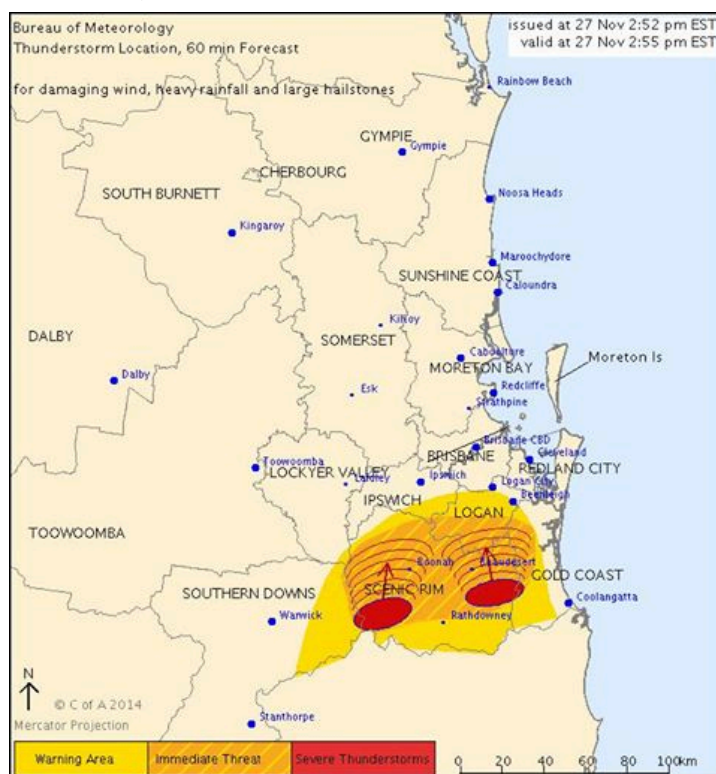 Bureau of Meteorology
Thunderstorm Location, 60 min Forecast
for damaging wind, heavy rainfall and large hailstones
issued at 27 Nov 2:52 pm EST
valid at 27 Nov 2:55 pm EST
Rainbow Beach
GYMPIE
Gympie
CHERBOURG
SOUTH BURNETT
Noosa Heads
Kingaroy
Maroochydore
SUNSHINE COAST
Caloundra
Kilcoy
DALBY
SOMERSET
Caboolture
MORETON BAY
Moreton Is
Dalby
Esk
Redcliffe
Strathpine
Brisbane CBD
BRISBANE
Cleveland
Toowoomba
LOCKYER VALLEY
REDLAND CITY
Laidley
Ipswich
Logan City
IPSWICH
Beenleigh
LOGAN
TOOWOOMBA
Boonah
Beaudesert
GOLD COAST
SCENIC RIM
SOUTHERN DOWNS
Coolangatta
Warwick
Rathdowney
N
© C of A 2014
Mercator Projection
Stanthorpe
Warning Area
Immediate Threat
Severe Thunderstorms
0 20 40 60 80 100km